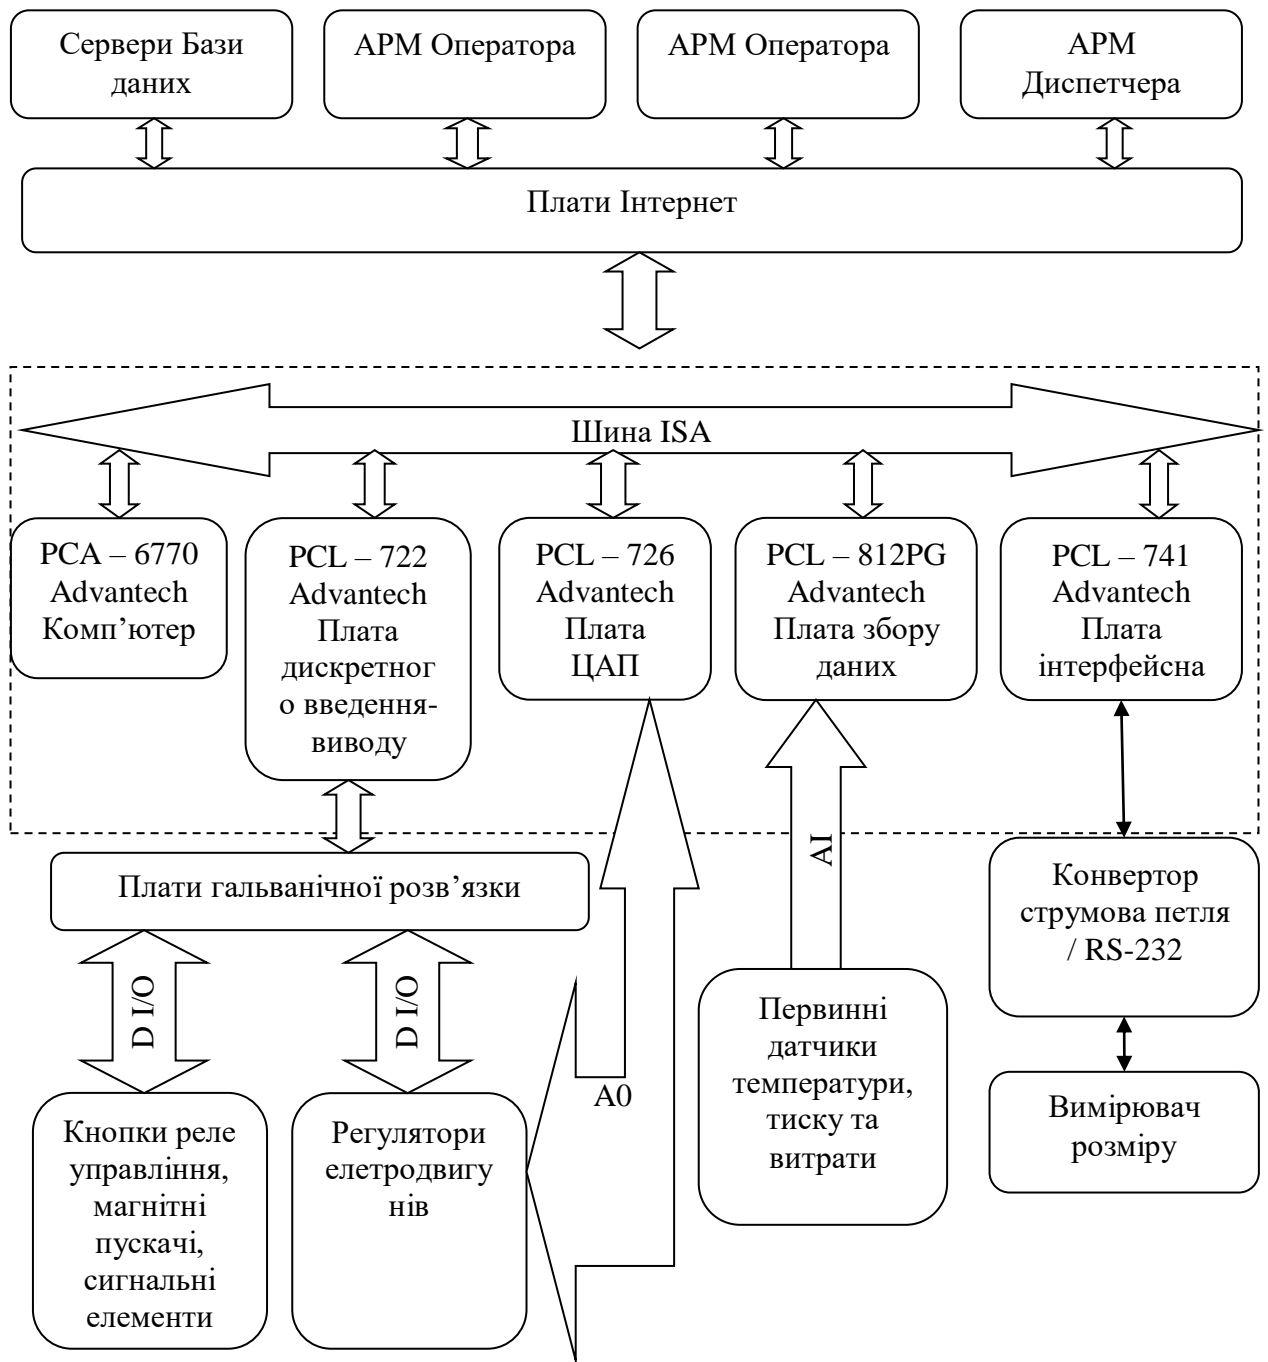 Сервери Бази
даних
АРМ Оператора
АРМ Оператора
АРМ
Диспетчера
Плати Інтернет
Шина ISA
PCA – 6770
Advantech
Комп’ютер
PCL – 722
Advantech
Плата
дискретног
о введення-
виводу
PCL – 726
Advantech
Плата
ЦАП
PCL – 812PG
Advantech
Плата збору
даних
PCL – 741
Advantech
Плата
інтерфейсна
Плати гальванічної розв’язки
AI
Конвертор
струмова петля
/ RS-232
D I/O
D I/O
A0
Первинні
датчики
температури,
тиску та
витрати
Вимірювач
розміру
Кнопки реле
управління,
магнітні
пускачі,
сигнальні
елементи
Регулятори
елетродвигу
нів